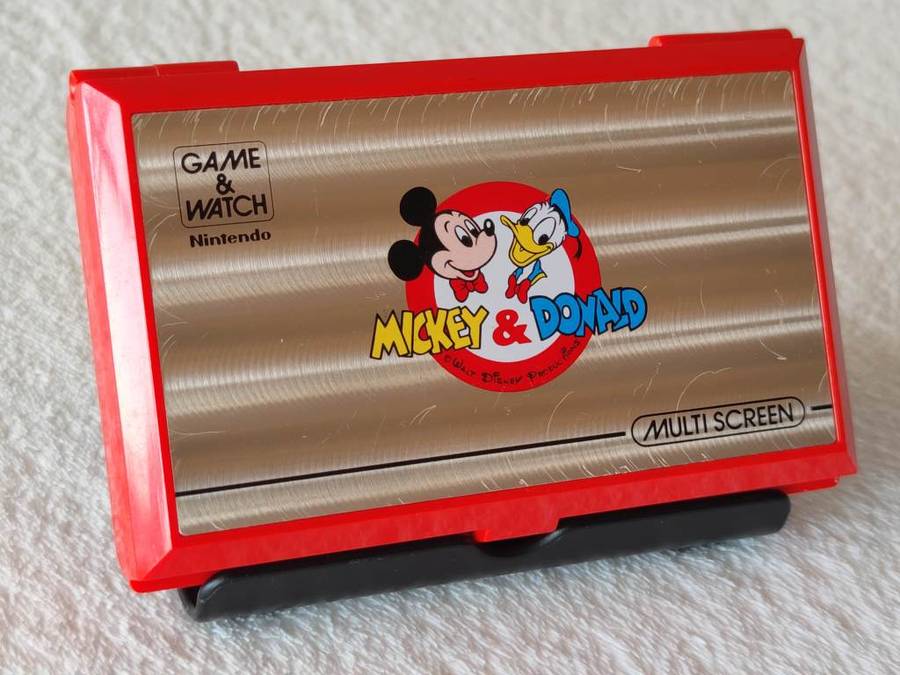 GAME
&
WATCH
Nintendo
MICKEY & DONALD
© WALT DISNEY PRODUCTIONS
MULTI SCREEN